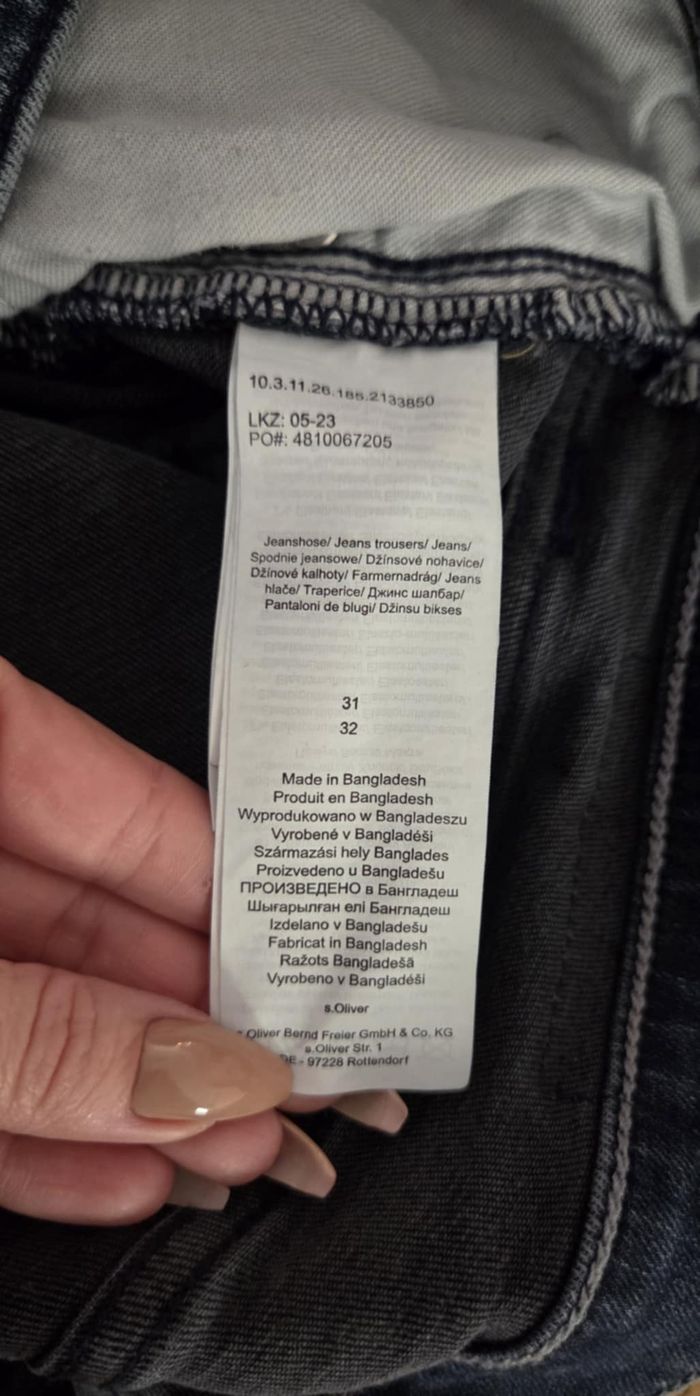 10.3.11.26.185.2133850
LKZ: 05-23
PO#: 4810067205
Jeanshose/ Jeans trousers/ Jeans/
Spodnie jeansowe/ Džínsové nohavice/
Džínové kalhoty/ Farmernadrág/ Jeans
hlače/ Traperice/ Джинс шалбар/
Pantaloni de blugi/ Džinsu bikses
31
32
Made in Bangladesh
Produit en Bangladesh
Wyprodukowano w Bangladeszu
Vyrobené v Bangladéši
Származási hely Banglades
Proizvedeno u Bangladešu
ПРОИЗВЕДЕНО в Бангладеш
Шығарылған елі Бангладеш
Izdelano v Bangladešu
Fabricat in Bangladesh
Ražots Bangladešā
Vyrobeno v Bangladéši
s.Oliver
Oliver Bernd Freier GmbH & Co. KG
s.Oliver Str. 1
DE - 97228 Rottendorf